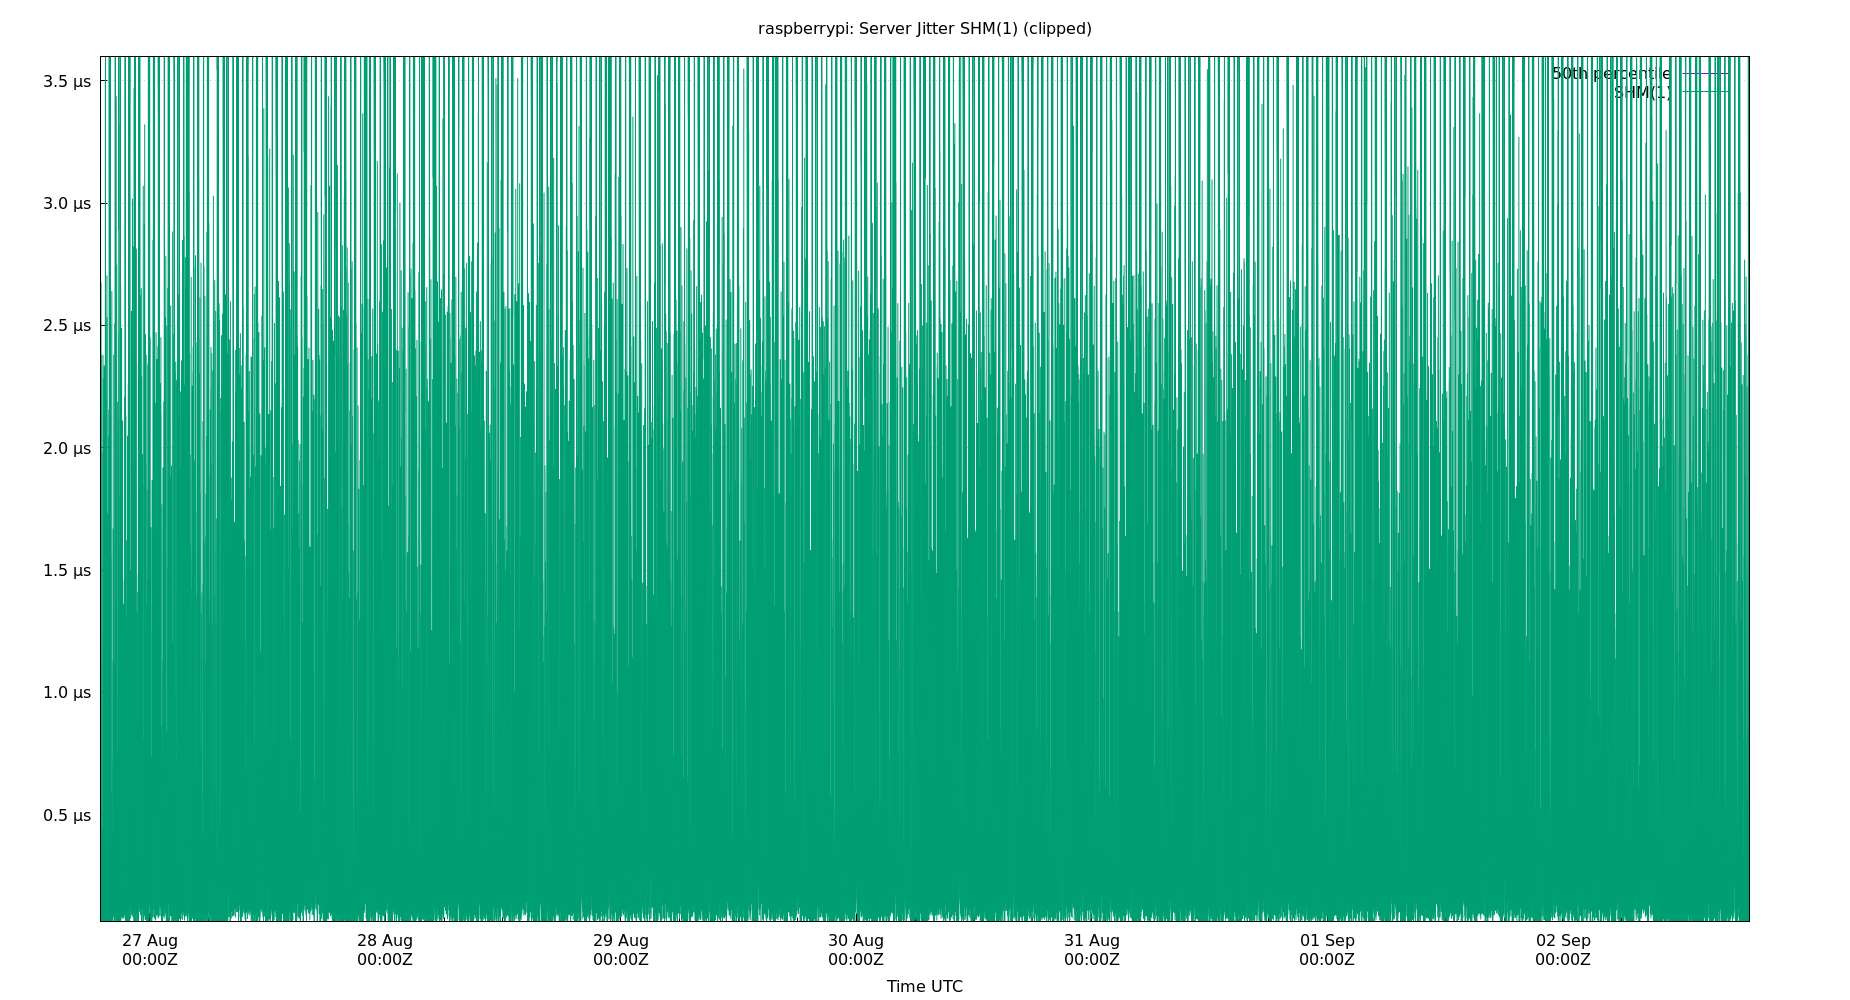 raspberrypi: Server Jitter SHM(1) (clipped)
50th percentile
SHM(1)
3.5 µs
3.0 µs
2.5 µs
2.0 µs
1.5 µs
1.0 µs
0.5 µs
27 Aug 28 Aug 29 Aug 30 Aug 31 Aug 01 Sep 02 Sep
00:00Z 00:00Z 00:00Z 00:00Z 00:00Z 00:00Z 00:00Z
Time UTC